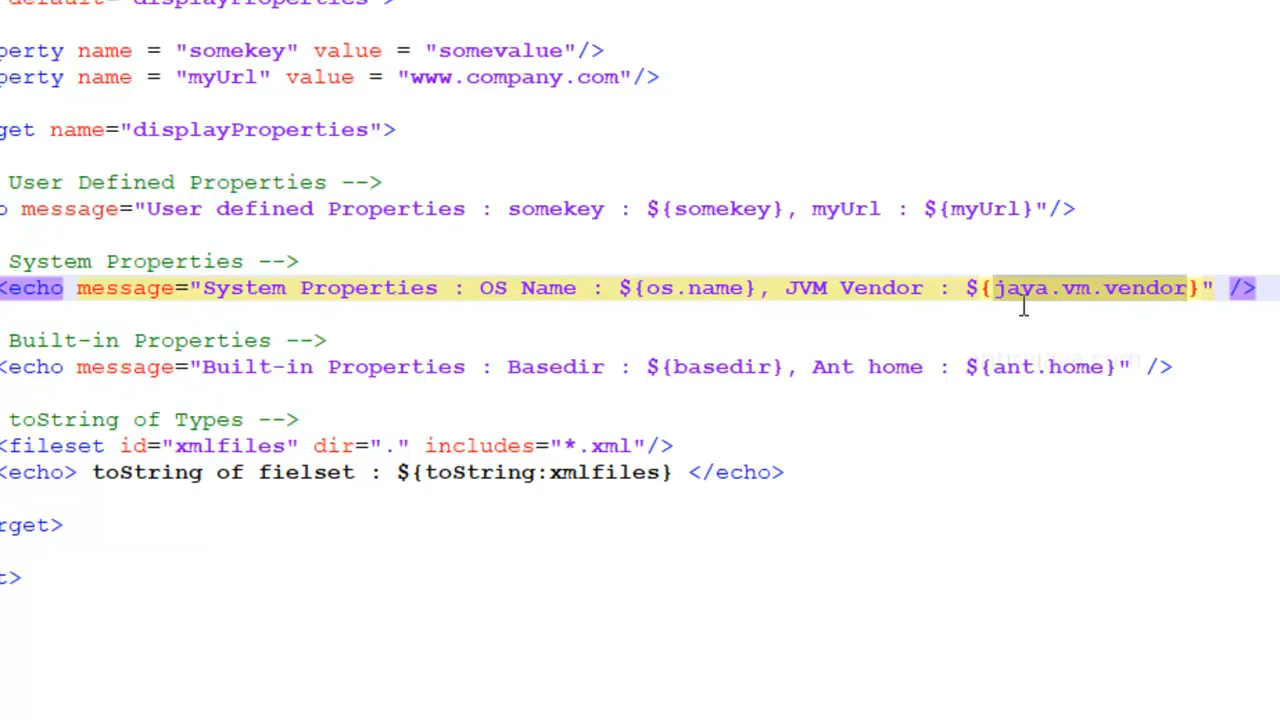 default="displayProperties">
perty name = "somekey" value = "somevalue"/>
perty name = "myUrl" value = "www.company.com"/>
get name="displayProperties">
User Defined Properties -->
o message="User defined Properties : somekey : ${somekey}, myUrl : ${myUrl}"/>
System Properties -->
<echo message="System Properties : OS Name : ${os.name}, JVM Vendor : ${java.vm.vendor}" />
Built-in Properties -->
<echo message="Built-in Properties : Basedir : ${basedir}, Ant home : ${ant.home}" />
toString of Types -->
<fileset id="xmlfiles" dir="." includes="*.xml"/>
<echo> toString of fielset : ${toString:xmlfiles} </echo>
rget>
t>